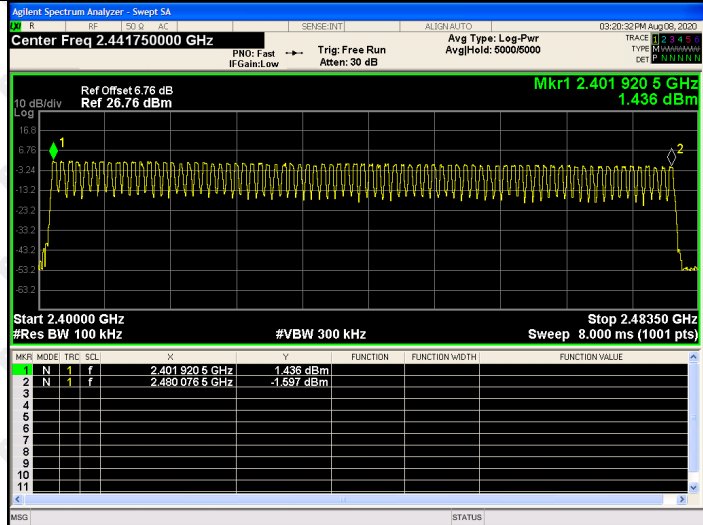 Agilent Spectrum Analyzer - Swept SA
R RF 50 Ω AC SENSE:INT ALIGN AUTO 03:20:32 PM Aug 08, 2020
Center Freq 2.441750000 GHz
PNO: Fast
IFGain:Low
Trig: Free Run
Atten: 30 dB
Avg Type: Log-Pwr
Avg|Hold: 5000/5000
TRACE 1 2 3 4 5 6
TYPE M
DET P N N N N N
Ref Offset 6.76 dB
10 dB/div Ref 26.76 dBm
Log
Mkr1 2.401 920 5 GHz
1.436 dBm
1
2
16.8
6.76
-3.24
-13.2
-23.2
-33.2
-43.2
-53.2
-63.2
Start 2.40000 GHz Stop 2.48350 GHz
#Res BW 100 kHz #VBW 300 kHz Sweep 8.000 ms (1001 pts)
MKR MODE TRC SCL X Y FUNCTION FUNCTION WIDTH FUNCTION VALUE
1 N 1 f 2.401 920 5 GHz 1.436 dBm
2 N 1 f 2.480 076 5 GHz -1.597 dBm
3
4
5
6
7
8
9
10
11
MSG STATUS